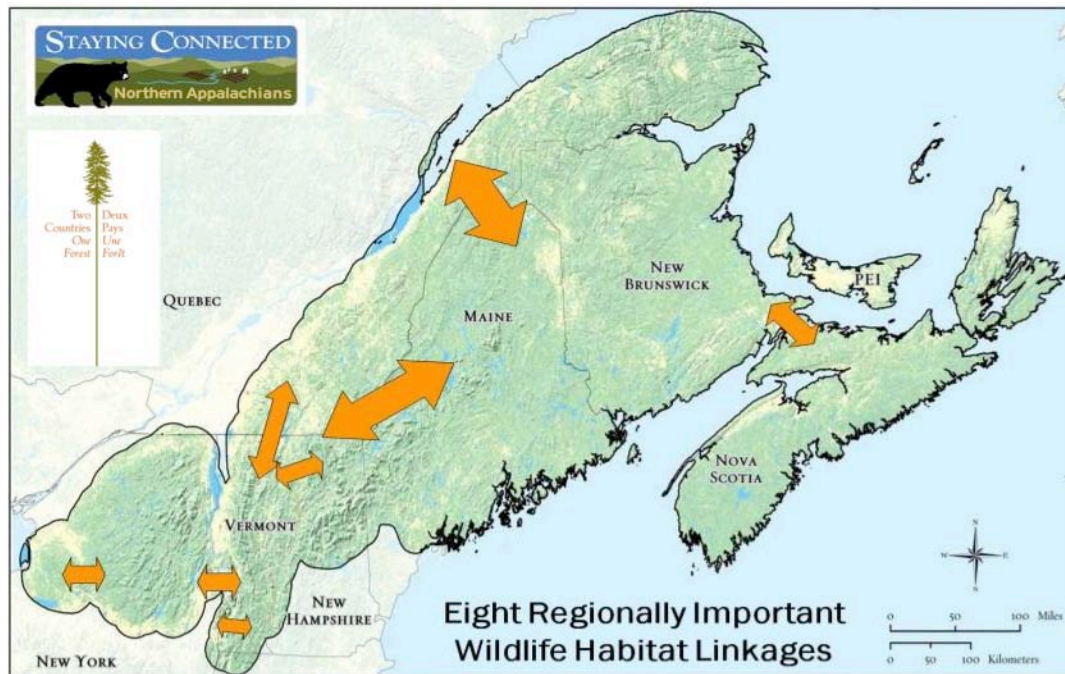 STAYING CONNECTED
Northern Appalachians
Two
Countries
One
Forest
Deux
Pays
Une
Forît
QUEBEC
MAINE
NEW
BRUNSWICK
PEI
NOVA
SCOTIA
VERMONT
NEW
HAMPSHIRE
NEW YORK
N
W
E
S
Eight Regionally Important
Wildlife Habitat Linkages
0 50 100 Miles
0 50 100 Kilometers